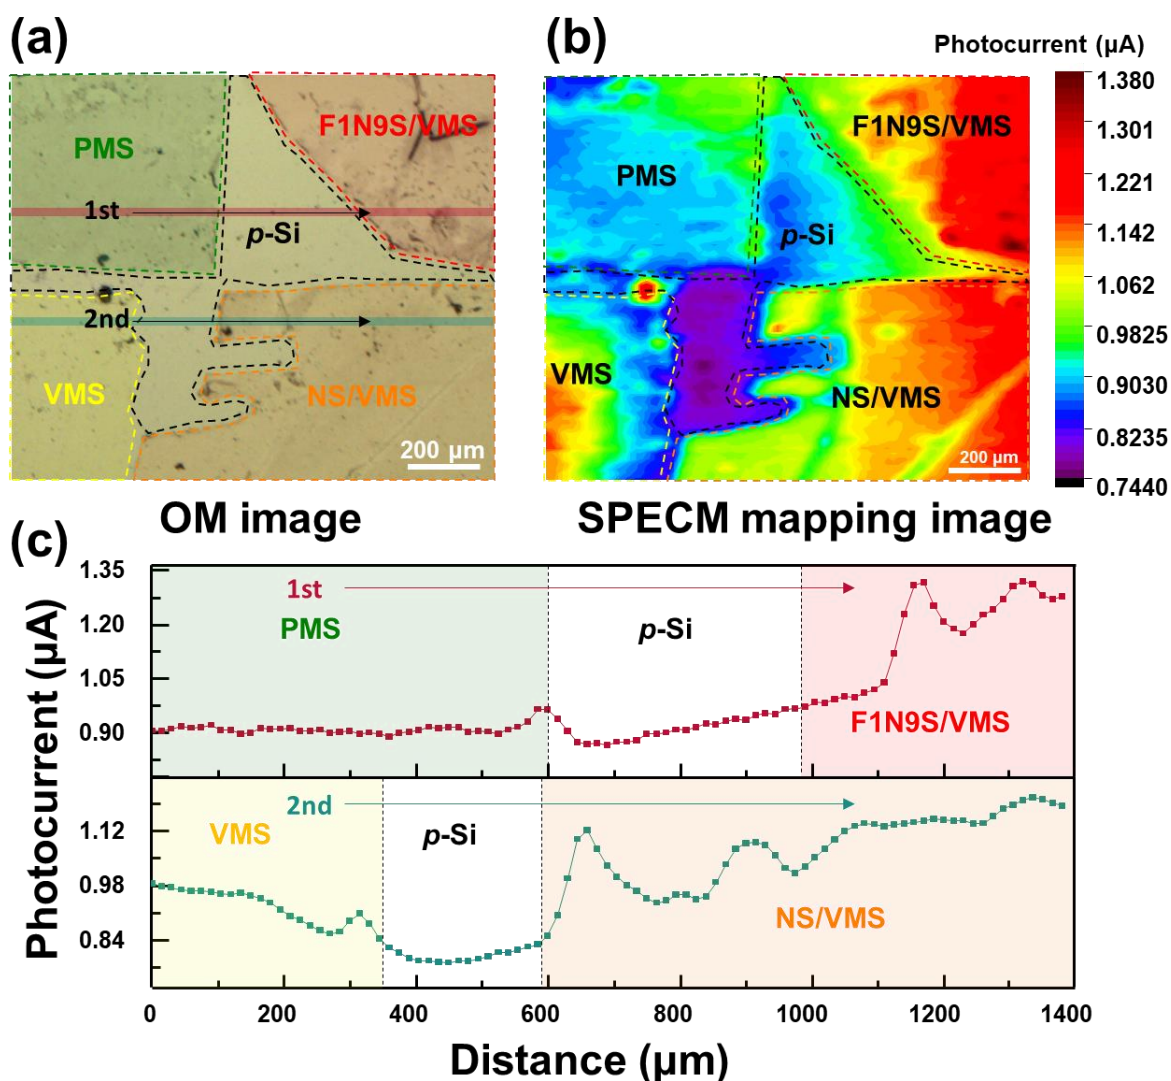 (a)
PMS
F1N9S/VMS
1st
p-Si
2nd
VMS
NS/VMS
200 µm
OM image
(b)
Photocurrent (µA)
F1N9S/VMS
PMS
p-Si
VMS
NS/VMS
200 µm
1.380
1.301
1.221
1.142
1.062
0.9825
0.9030
0.8235
0.7440
SPECM mapping image
(c)
Photocurrent (µA)
1.35
1.20
1.05
0.90
1st
PMS
p-Si
F1N9S/VMS
1.12
0.98
0.84
2nd
VMS
p-Si
NS/VMS
0 200 400 600 800 1000 1200 1400
Distance (µm)